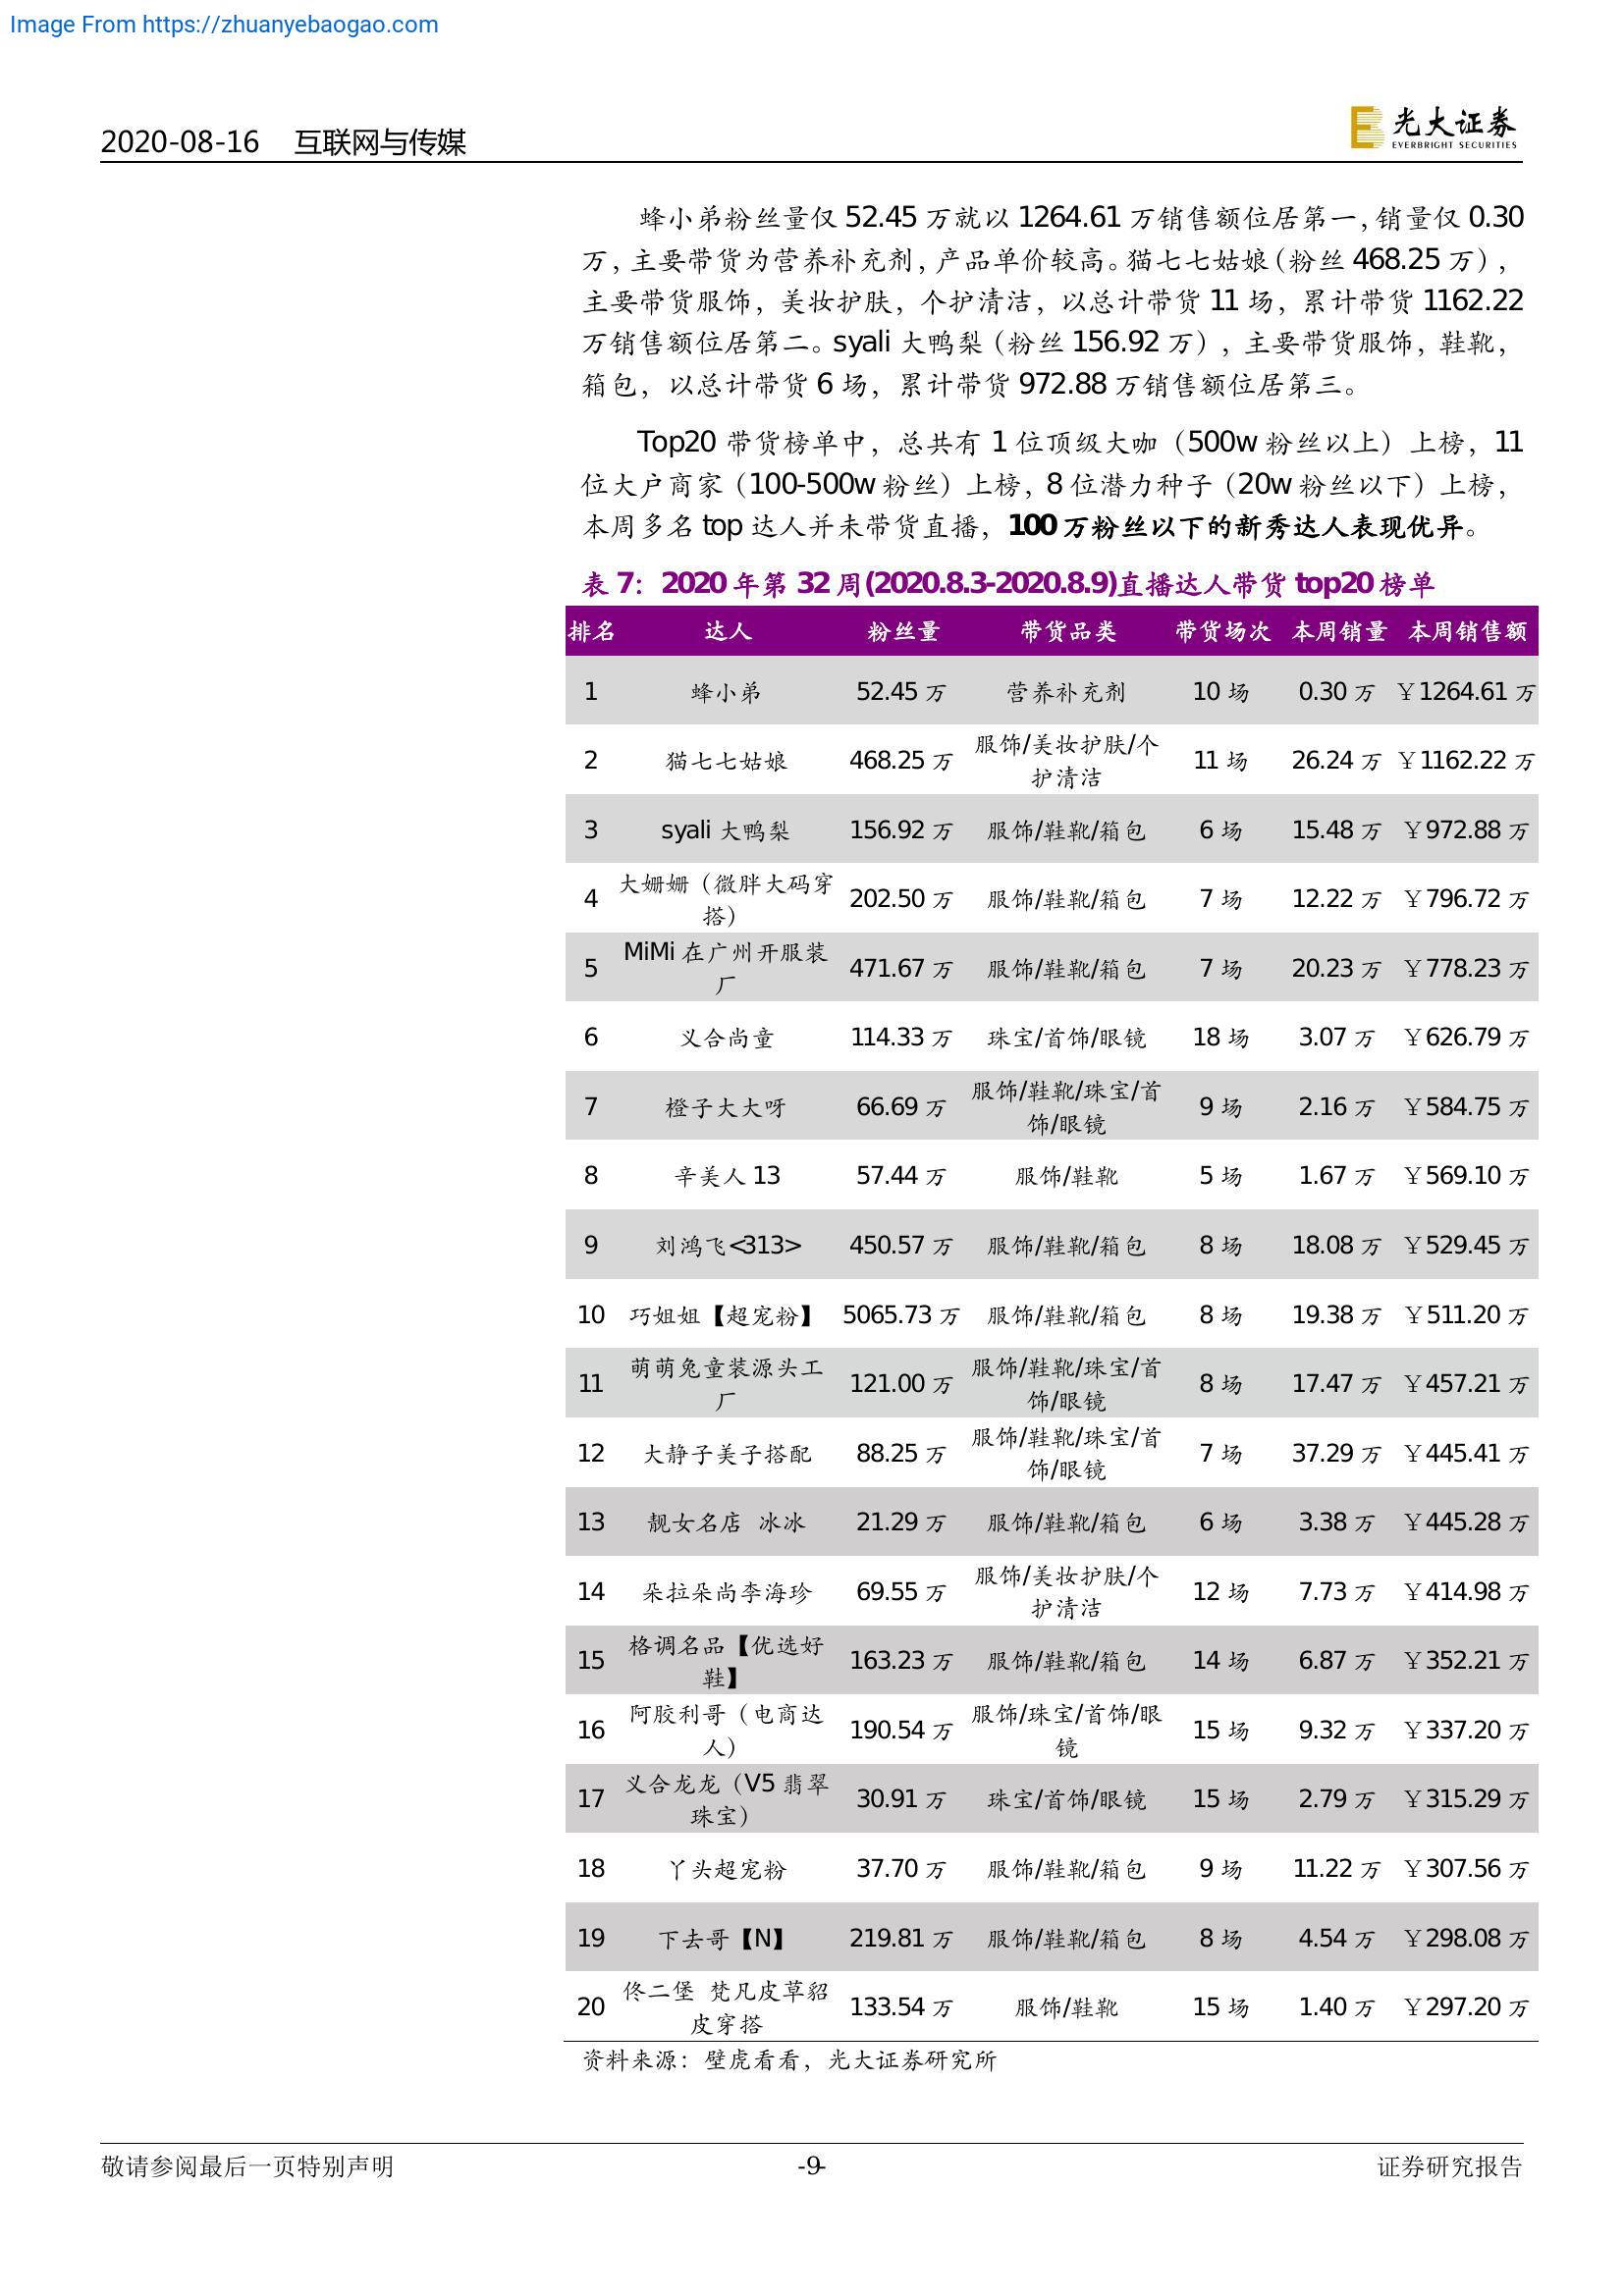 Image From https://zhuanyebaogao.com
2020-08-16 互联网与传媒
光大证券
EVERBRIGHT SECURITIES
蜂小弟粉丝量仅 52.45 万就以 1264.61 万销售额位居第一，销量仅 0.30
万，主要带货为营养补充剂，产品单价较高。猫七七姑娘（粉丝 468.25 万），
主要带货服饰，美妆护肤，个护清洁，以总计带货 11 场，累计带货 1162.22
万销售额位居第二。syali 大鸭梨（粉丝 156.92 万），主要带货服饰，鞋靴，
箱包，以总计带货 6 场，累计带货 972.88 万销售额位居第三。
Top20 带货榜单中，总共有 1 位顶级大咖（500w 粉丝以上）上榜，11
位大户商家（100-500w 粉丝）上榜，8 位潜力种子（20w 粉丝以下）上榜，
本周多名 top 达人并未带货直播，100 万粉丝以下的新秀达人表现优异。
表 7：2020 年第 32 周(2020.8.3-2020.8.9)直播达人带货 top20 榜单
排名 达人 粉丝量 带货品类 带货场次 本周销量 本周销售额
1 蜂小弟 52.45 万 营养补充剂 10 场 0.30 万 ￥1264.61 万
2 猫七七姑娘 468.25 万 服饰/美妆护肤/个
护清洁 11 场 26.24 万 ￥1162.22 万
3 syali 大鸭梨 156.92 万 服饰/鞋靴/箱包 6 场 15.48 万 ￥972.88 万
4 大姗姗（微胖大码穿
搭） 202.50 万 服饰/鞋靴/箱包 7 场 12.22 万 ￥796.72 万
5 MiMi 在广州开服装
厂 471.67 万 服饰/鞋靴/箱包 7 场 20.23 万 ￥778.23 万
6 义合尚童 114.33 万 珠宝/首饰/眼镜 18 场 3.07 万 ￥626.79 万
7 橙子大大呀 66.69 万 服饰/鞋靴/珠宝/首
饰/眼镜 9 场 2.16 万 ￥584.75 万
8 辛美人 13 57.44 万 服饰/鞋靴 5 场 1.67 万 ￥569.10 万
9 刘鸿飞<313> 450.57 万 服饰/鞋靴/箱包 8 场 18.08 万 ￥529.45 万
10 巧姐姐【超宠粉】 5065.73 万 服饰/鞋靴/箱包 8 场 19.38 万 ￥511.20 万
11 萌萌兔童装源头工
厂 121.00 万 服饰/鞋靴/珠宝/首
饰/眼镜 8 场 17.47 万 ￥457.21 万
12 大静子美子搭配 88.25 万 服饰/鞋靴/珠宝/首
饰/眼镜 7 场 37.29 万 ￥445.41 万
13 靓女名店 冰冰 21.29 万 服饰/鞋靴/箱包 6 场 3.38 万 ￥445.28 万
14 朵拉朵尚李海珍 69.55 万 服饰/美妆护肤/个
护清洁 12 场 7.73 万 ￥414.98 万
15 格调名品【优选好
鞋】 163.23 万 服饰/鞋靴/箱包 14 场 6.87 万 ￥352.21 万
16 阿胶利哥（电商达
人） 190.54 万 服饰/珠宝/首饰/眼
镜 15 场 9.32 万 ￥337.20 万
17 义合龙龙（V5 翡翠
珠宝） 30.91 万 珠宝/首饰/眼镜 15 场 2.79 万 ￥315.29 万
18 丫头超宠粉 37.70 万 服饰/鞋靴/箱包 9 场 11.22 万 ￥307.56 万
19 下去哥【N】 219.81 万 服饰/鞋靴/箱包 8 场 4.54 万 ￥298.08 万
20 佟二堡 梵凡皮草貂
皮穿搭 133.54 万 服饰/鞋靴 15 场 1.40 万 ￥297.20 万
资料来源：壁虎看看，光大证券研究所
敬请参阅最后一页特别声明 -9- 证券研究报告